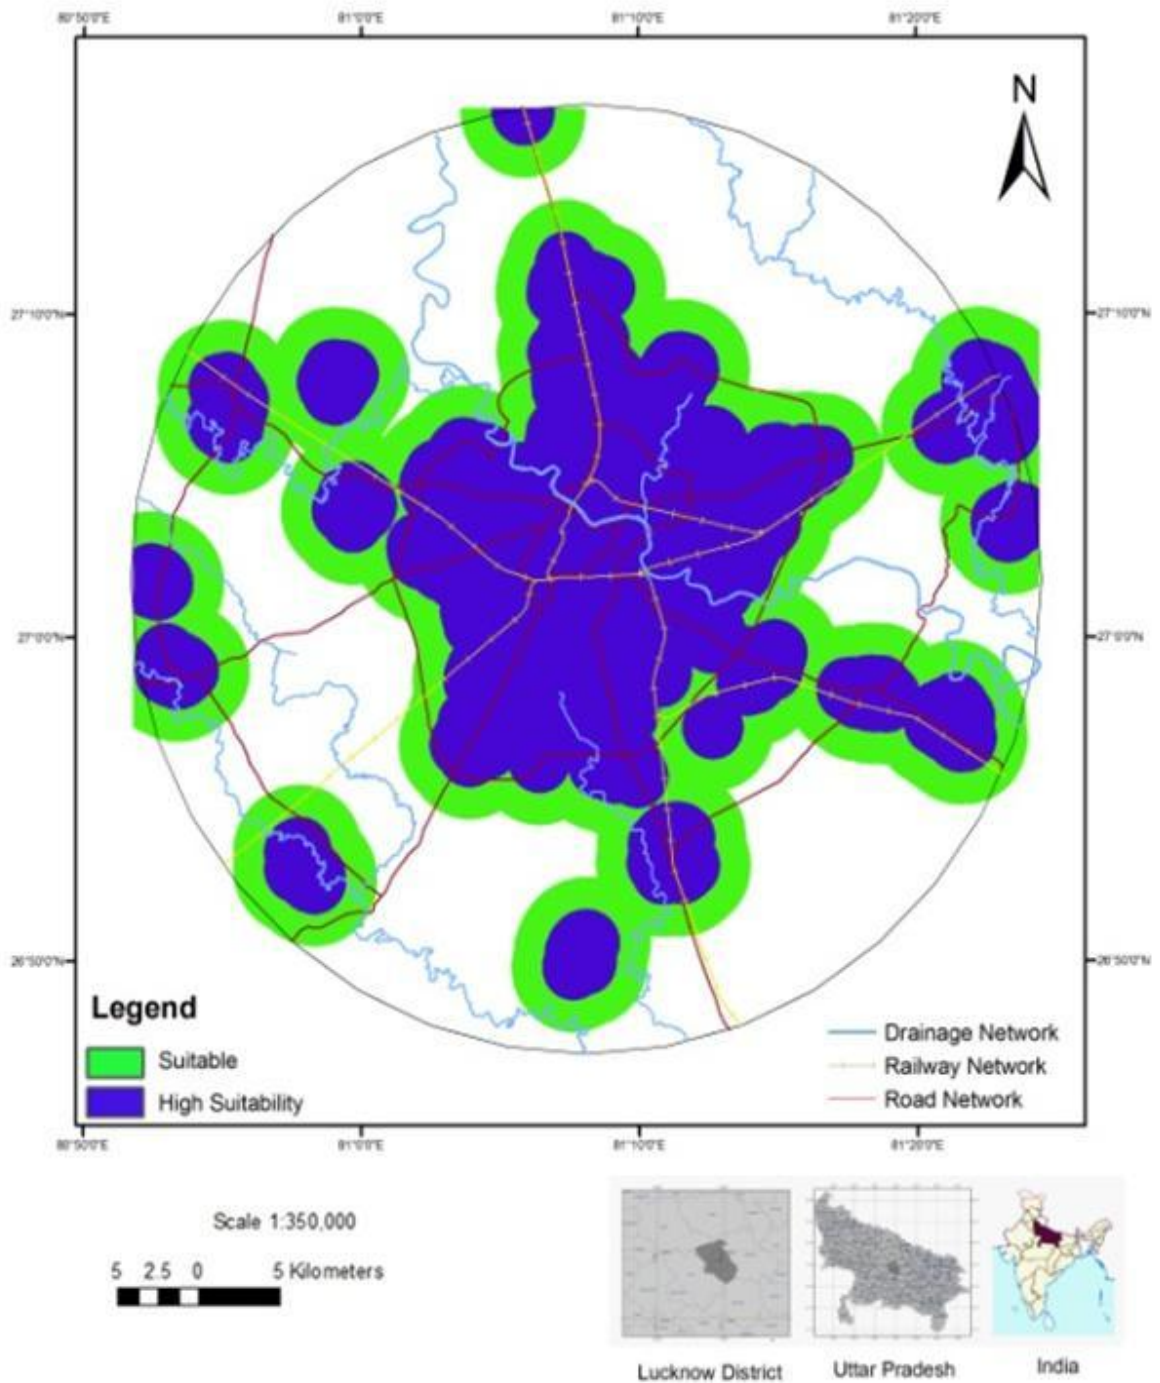 80°50'0"E 81°0'0"E 81°10'0"E 81°20'0"E
N
27°10'0"N 27°10'0"N
27°0'0"N 27°0'0"N
26°50'0"N 26°50'0"N
Legend
Suitable
High Suitability
Drainage Network
Railway Network
Road Network
80°50'0"E 81°0'0"E 81°10'0"E 81°20'0"E
Scale 1:350,000
5 2.5 0 5 Kilometers
Lucknow District Uttar Pradesh India